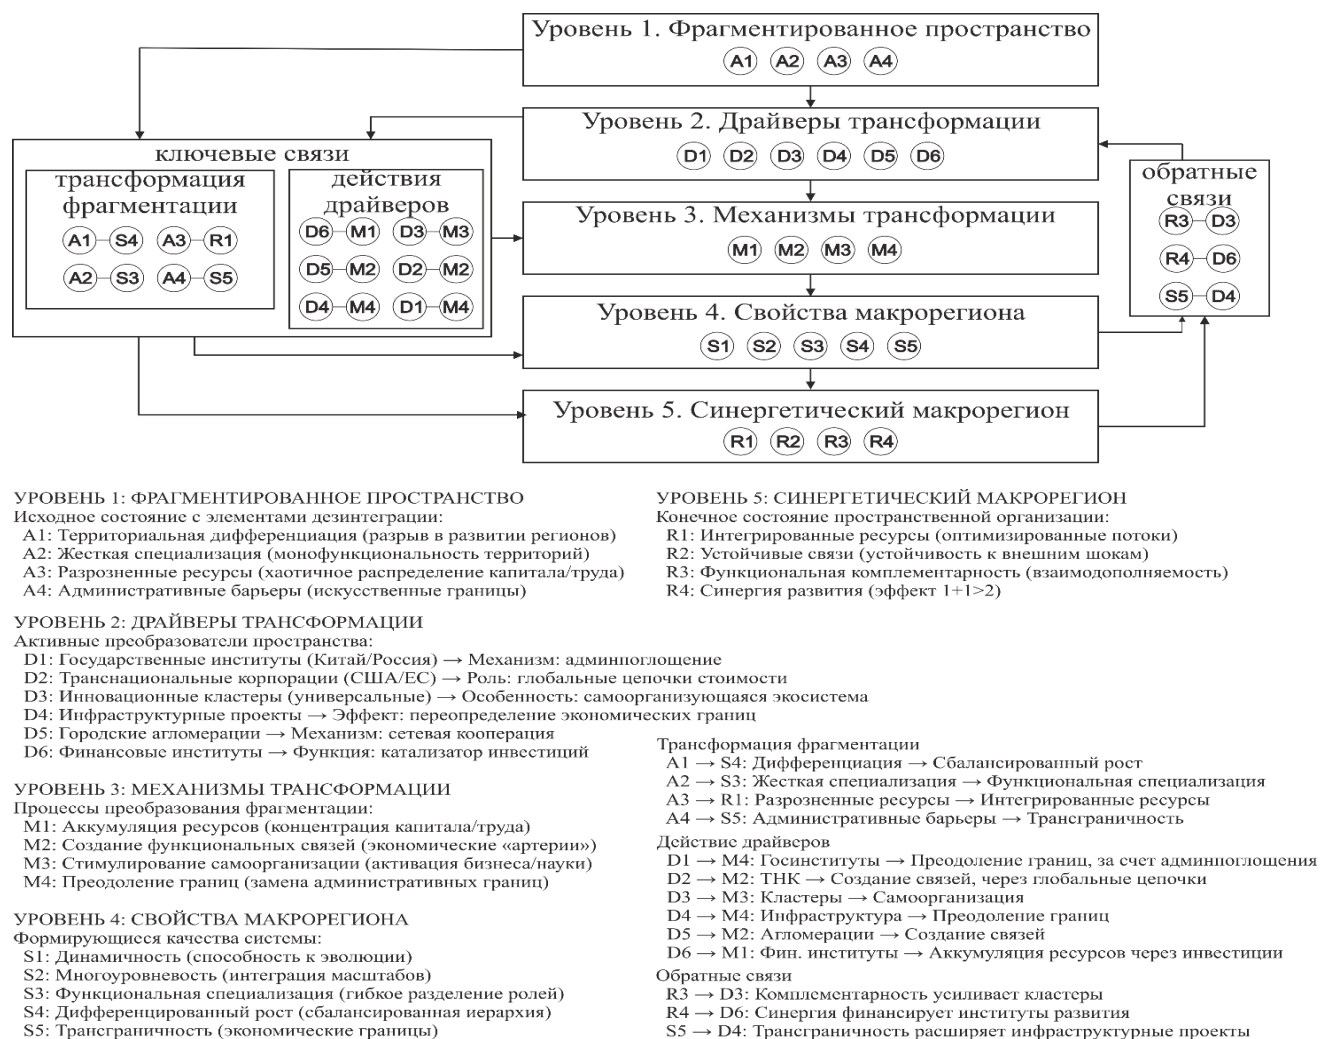 Уровень 1. Фрагментированное пространство
A1 A2 A3 A4
Уровень 2. Драйверы трансформации
D1 D2 D3 D4 D5 D6
ключевые связи
трансформация
фрагментации
A1 S4 A3 R1
A2 S3 A4 S5
действия
драйверов
D6 M1 D3 M3
D5 M2 D2 M2
D4 M4 D1 M4
Уровень 3. Механизмы трансформации
M1 M2 M3 M4
Уровень 4. Свойства макрорегиона
S1 S2 S3 S4 S5
Уровень 5. Синергетический макрорегион
R1 R2 R3 R4
обратные
связи
R3 D3
R4 D6
S5 D4
УРОВЕНЬ 1: ФРАГМЕНТИРОВАННОЕ ПРОСТРАНСТВО
Исходное состояние с элементами дезинтеграции:
A1: Территориальная дифференциация (разрыв в развитии регионов)
A2: Жесткая специализация (монофункциональность территорий)
A3: Разрозненные ресурсы (хаотичное распределение капитала/труда)
A4: Административные барьеры (искусственные границы)
УРОВЕНЬ 2: ДРАЙВЕРЫ ТРАНСФОРМАЦИИ
Активные преобразователи пространства:
D1: Государственные институты (Китай/Россия) → Механизм: админпоглощение
D2: Транснациональные корпорации (США/ЕС) → Роль: глобальные цепочки стоимости
D3: Инновационные кластеры (универсальные) → Особенность: самоорганизующаяся экосистема
D4: Инфраструктурные проекты → Эффект: переопределение экономических границ
D5: Городские агломерации → Механизм: сетевая кооперация
D6: Финансовые институты → Функция: катализатор инвестиций
УРОВЕНЬ 3: МЕХАНИЗМЫ ТРАНСФОРМАЦИИ
Процессы преобразования фрагментации:
M1: Аккумуляция ресурсов (концентрация капитала/труда)
M2: Создание функциональных связей (экономические «артерии»)
M3: Стимулирование самоорганизации (активация бизнеса/науки)
M4: Преодоление границ (замена административных границ)
УРОВЕНЬ 4: СВОЙСТВА МАКРОРЕГИОНА
Формирующиеся качества системы:
S1: Динамичность (способность к эволюции)
S2: Многоуровневость (интеграция масштабов)
S3: Функциональная специализация (гибкое разделение ролей)
S4: Дифференцированный рост (сбалансированная иерархия)
S5: Трансграничность (экономические границы)
УРОВЕНЬ 5: СИНЕРГЕТИЧЕСКИЙ МАКРОРЕГИОН
Конечное состояние пространственной организации:
R1: Интегрированные ресурсы (оптимизированные потоки)
R2: Устойчивые связи (устойчивость к внешним шокам)
R3: Функциональная комплементарность (взаимодополняемость)
R4: Синергия развития (эффект 1+1>2)
Трансформация фрагментации
A1 → S4: Дифференциация → Сбалансированный рост
A2 → S3: Жесткая специализация → Функциональная специализация
A3 → R1: Разрозненные ресурсы → Интегрированные ресурсы
A4 → S5: Административные барьеры → Трансграничность
Действие драйверов
D1 → M4: Госинституты → Преодоление границ, за счет админпоглощения
D2 → M2: ТНК → Создание связей, через глобальные цепочки
D3 → M3: Кластеры → Самоорганизация
D4 → M4: Инфраструктура → Преодоление границ
D5 → M2: Агломерации → Создание связей
D6 → M1: Фин. институты → Аккумуляция ресурсов через инвестиции
Обратные связи
R3 → D3: Комплементарность усиливает кластеры
R4 → D6: Синергия финансирует институты развития
S5 → D4: Трансграничность расширяет инфраструктурные проекты